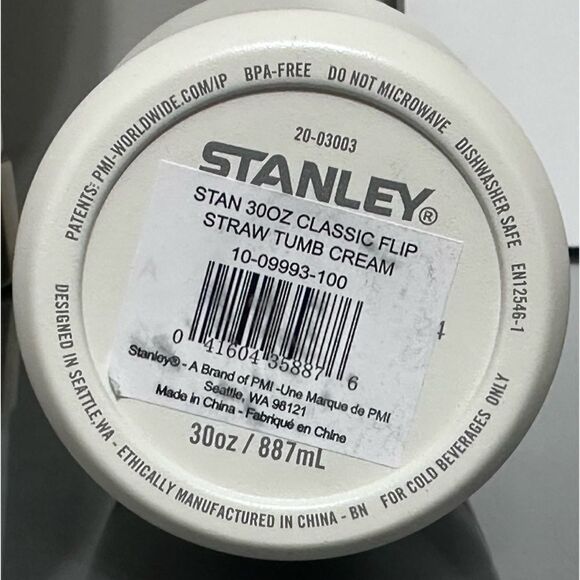 PATENTS: PMI-WORLDWIDE.COM/IP BPA-FREE DO NOT MICROWAVE DISHWASHER SAFE EN12546-1
20-03003
STANLEY®
STAN 30OZ CLASSIC FLIP
STRAW TUMB CREAM
10-09993-100
0 41604 35887 6
4
Stanley® - A Brand of PMI -Une Marque de PMI
Seattle, WA 98121
Made in China - Fabriqué en Chine
30oz / 887mL
DESIGNED IN SEATTLE, WA - ETHICALLY MANUFACTURED IN CHINA - BN FOR COLD BEVERAGES ONLY